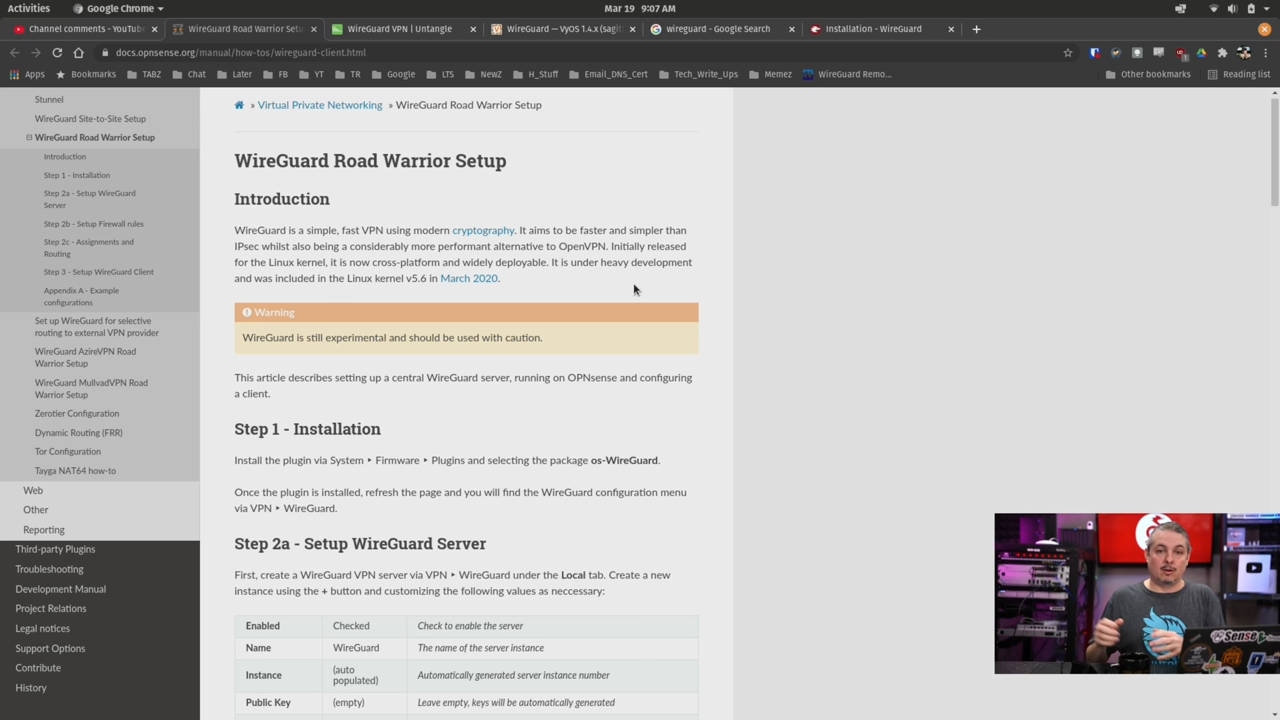 Activities
Google Chrome
Mar 19 9:07 AM
Channel comments - YouTu
WireGuard Road Warrior Se
WireGuard VPN | Untangle
WireGuard — VyOS 1.4.x (sagit
wireguard - Google Search
Installation - WireGuard
docs.opnsense.org/manual/how-tos/wireguard-client.html
Apps
Bookmarks
TABZ
Chat
Later
FB
YT
TR
Google
LTS
NewZ
H_Stuff
Email_DNS_Cert
Tech_Write_Ups
Memez
WireGuard Remo...
Other bookmarks
Reading list
Stunnel
WireGuard Site-to-Site Setup
WireGuard Road Warrior Setup
Introduction
Step 1 - Installation
Step 2a - Setup WireGuard
Server
Step 2b - Setup Firewall rules
Step 2c - Assignments and
Routing
Step 3 - Setup WireGuard Client
Appendix A - Example
configurations
Set up WireGuard for selective
routing to external VPN provider
WireGuard AzireVPN Road
Warrior Setup
WireGuard MullvadVPN Road
Warrior Setup
Zerotier Configuration
Dynamic Routing (FRR)
Tor Configuration
Tayga NAT64 how-to
Web
Other
Reporting
Third-party Plugins
Troubleshooting
Development Manual
Project Relations
Legal notices
Support Options
Contribute
History
» Virtual Private Networking » WireGuard Road Warrior Setup
WireGuard Road Warrior Setup
Introduction
WireGuard is a simple, fast VPN using modern cryptography. It aims to be faster and simpler than
IPsec whilst also being a considerably more performant alternative to OpenVPN. Initially released
for the Linux kernel, it is now cross-platform and widely deployable. It is under heavy development
and was included in the Linux kernel v5.6 in March 2020.
Warning
WireGuard is still experimental and should be used with caution.
This article describes setting up a central WireGuard server, running on OPNsense and configuring
a client.
Step 1 - Installation
Install the plugin via System ‣ Firmware ‣ Plugins and selecting the package os-WireGuard.
Once the plugin is installed, refresh the page and you will find the WireGuard configuration menu
via VPN ‣ WireGuard.
Step 2a - Setup WireGuard Server
First, create a WireGuard VPN server via VPN ‣ WireGuard under the Local tab. Create a new
instance using the + button and customizing the following values as neccessary:
Enabled Checked Check to enable the server
Name WireGuard The name of the server instance
Instance (auto populated) Automatically generated server instance number
Public Key (empty) Leave empty, keys will be automatically generated